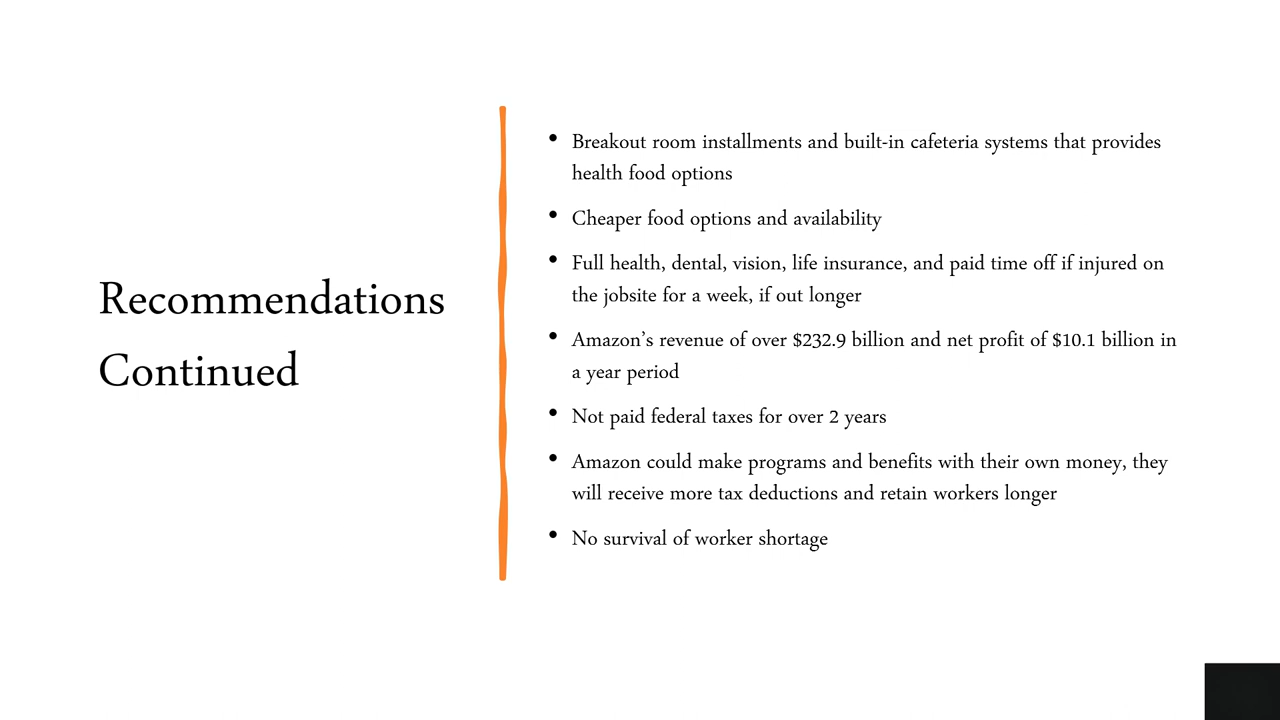 Recommendations
Continued
• Breakout room installments and built-in cafeteria systems that provides
health food options
• Cheaper food options and availability
• Full health, dental, vision, life insurance, and paid time off if injured on
the jobsite for a week, if out longer
• Amazon’s revenue of over $232.9 billion and net profit of $10.1 billion in
a year period
• Not paid federal taxes for over 2 years
• Amazon could make programs and benefits with their own money, they
will receive more tax deductions and retain workers longer
• No survival of worker shortage